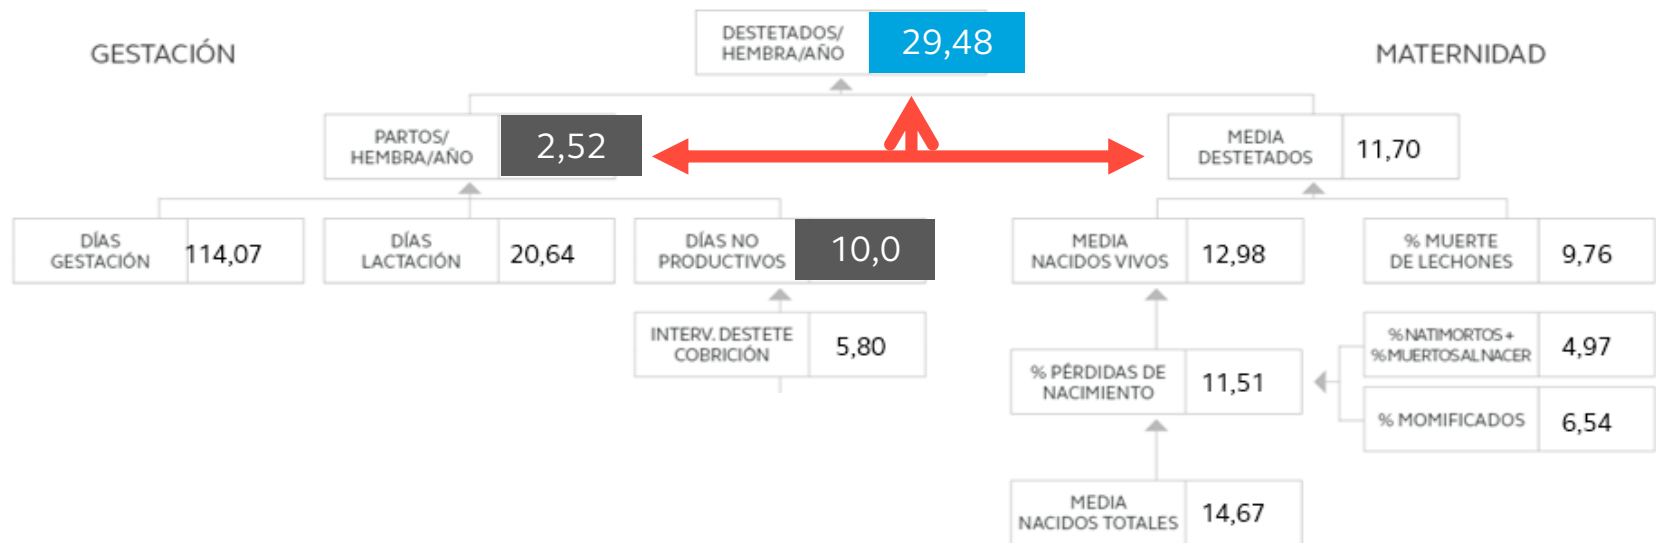 GESTACIÓN
DESTETADOS/
HEMBRA/AÑO
29,48
MATERNIDAD
PARTOS/
HEMBRA/AÑO
2,52
MEDIA
DESTETADOS
11,70
DÍAS
GESTACIÓN
114,07
DÍAS
LACTACIÓN
20,64
DÍAS NO
PRODUCTIVOS
10,0
MEDIA
NACIDOS VIVOS
12,98
% MUERTE
DE LECHONES
9,76
INTERV. DESTETE
COBRICIÓN
5,80
% PÉRDIDAS DE
NACIMIENTO
11,51
% NATIMORTOS +
% MUERTOS AL NACER
4,97
% MOMIFICADOS
6,54
MEDIA
NACIDOS TOTALES
14,67